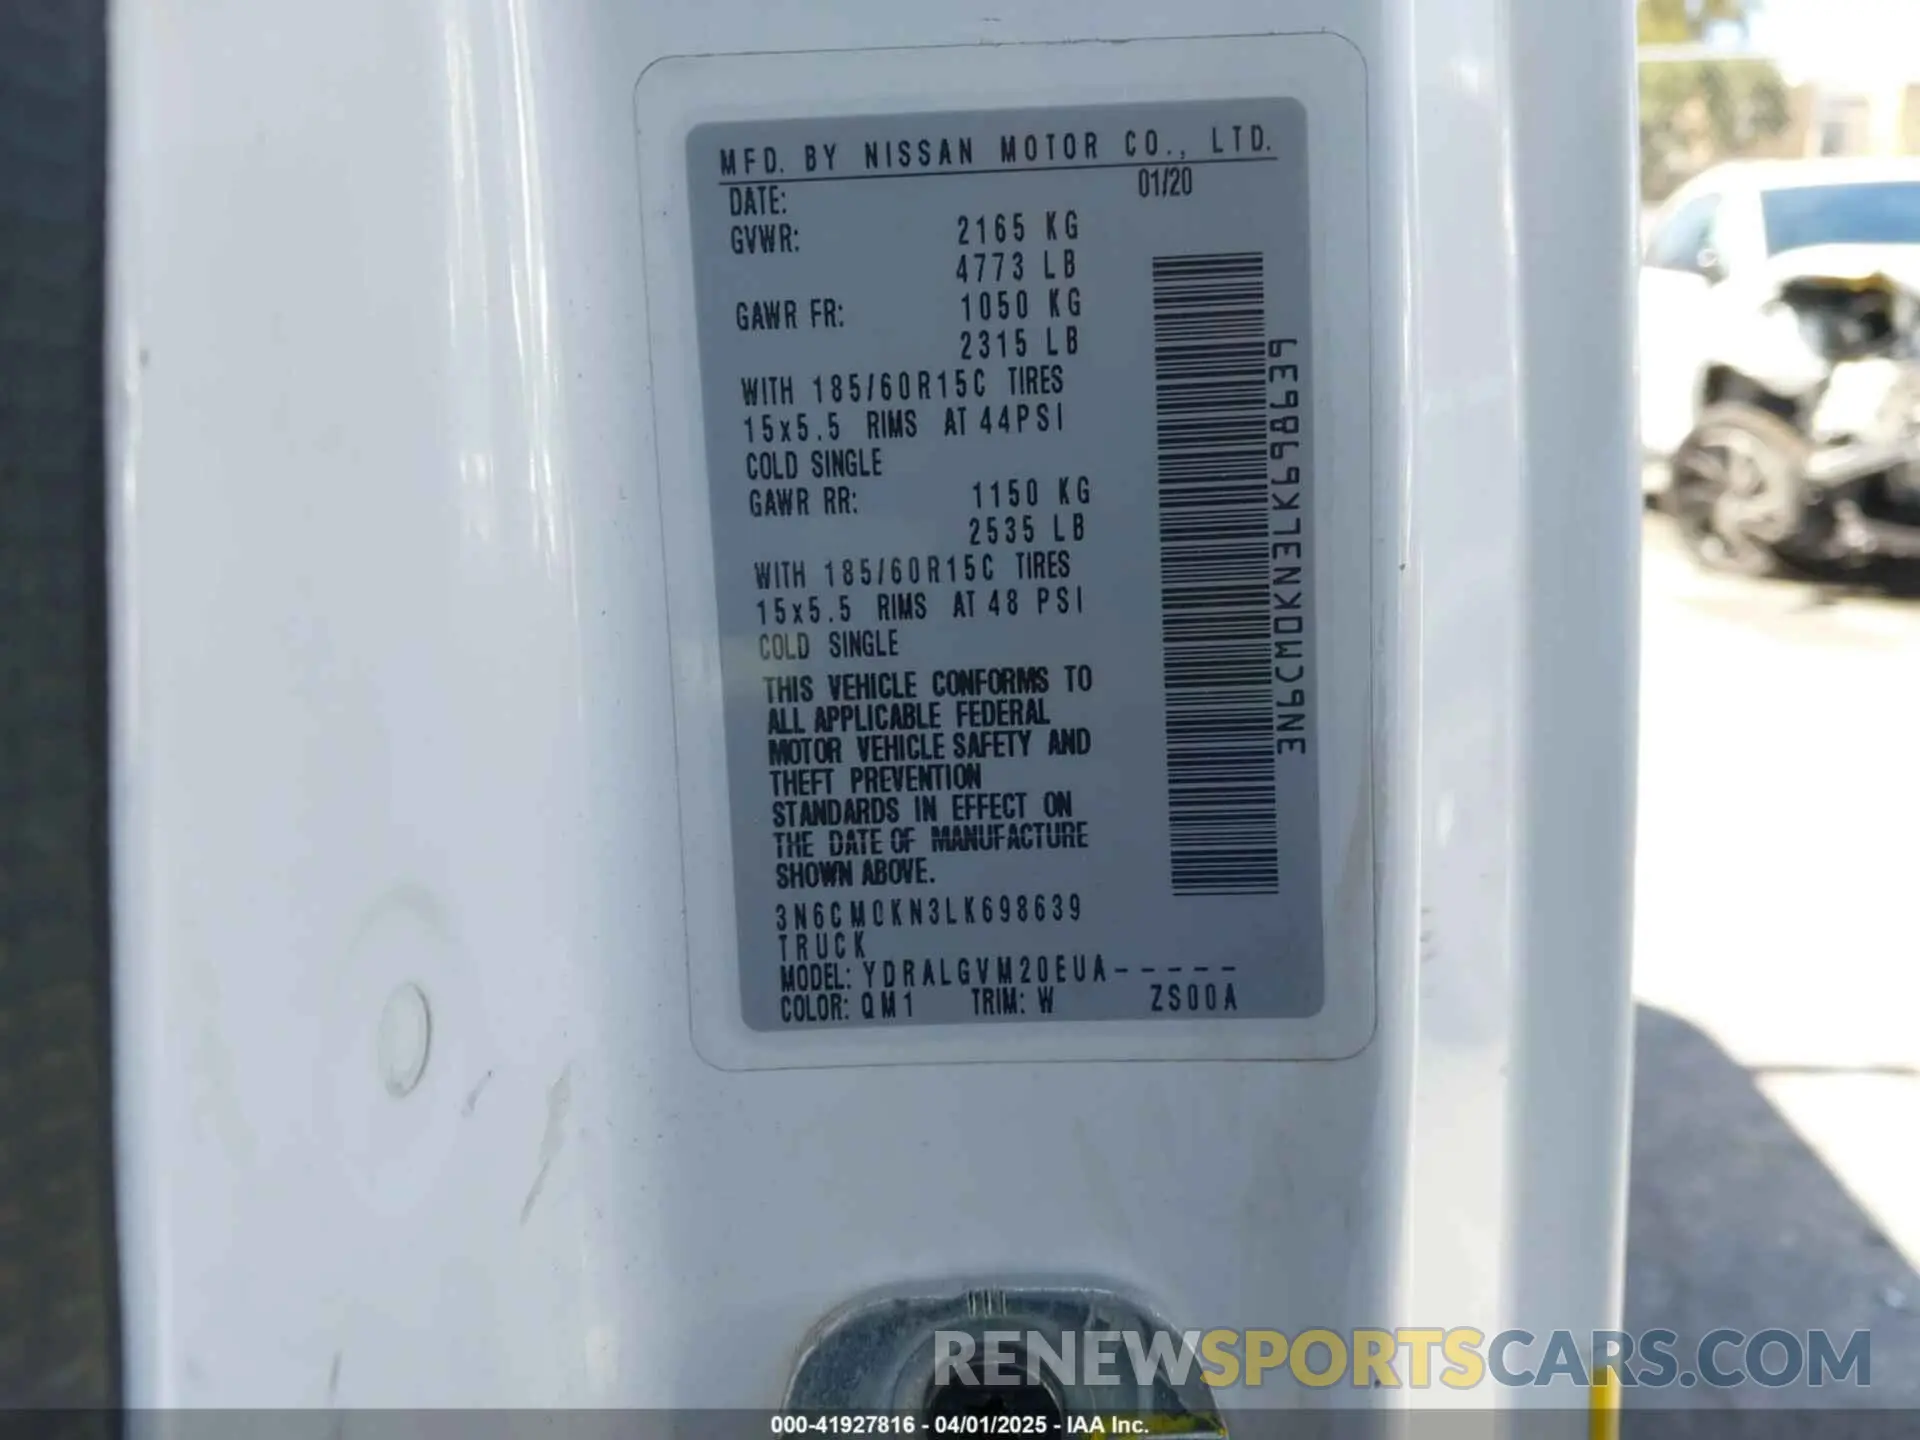 MFD. BY NISSAN MOTOR CO., LTD.
DATE: 01/20
GVWR: 2165 KG
4773 LB
GAWR FR: 1050 KG
2315 LB
WITH 185/60R15C TIRES
15x5.5 RIMS AT 44PSI
COLD SINGLE
GAWR RR: 1150 KG
2535 LB
WITH 185/60R15C TIRES
15x5.5 RIMS AT 48 PSI
COLD SINGLE
THIS VEHICLE CONFORMS TO
ALL APPLICABLE FEDERAL
MOTOR VEHICLE SAFETY AND
THEFT PREVENTION
STANDARDS IN EFFECT ON
THE DATE OF MANUFACTURE
SHOWN ABOVE.
3N6CM0KN3LK698639
TRUCK
MODEL: YDRALGVM20EUA-----
COLOR: QM1 TRIM: W ZS00A
3N6CM0KN3LK698639
RENEWSPORTSCARS.COM
000-41927816 - 04/01/2025 - IAA Inc.